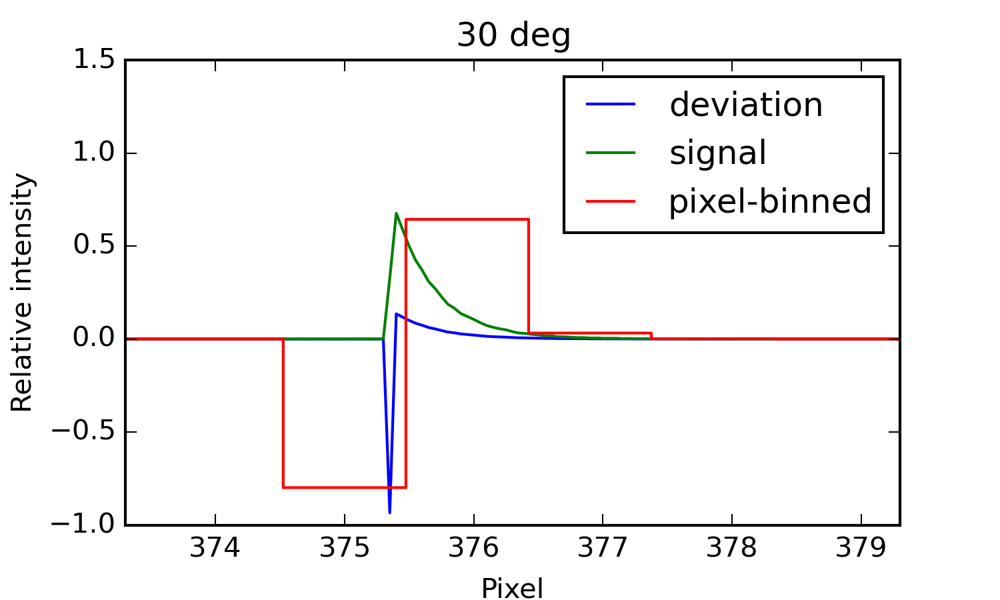 30 deg
1.5
1.0
0.5
0.0
−0.5
−1.0
Relative intensity
deviation
signal
pixel-binned
374 375 376 377 378 379
Pixel